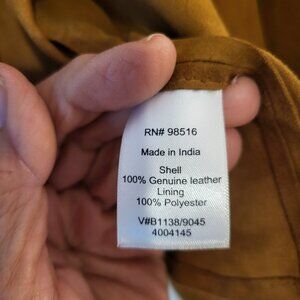 RN# 98516
Made in India
Shell
100% Genuine leather
Lining
100% Polyester
V#B1138/9045
4004145